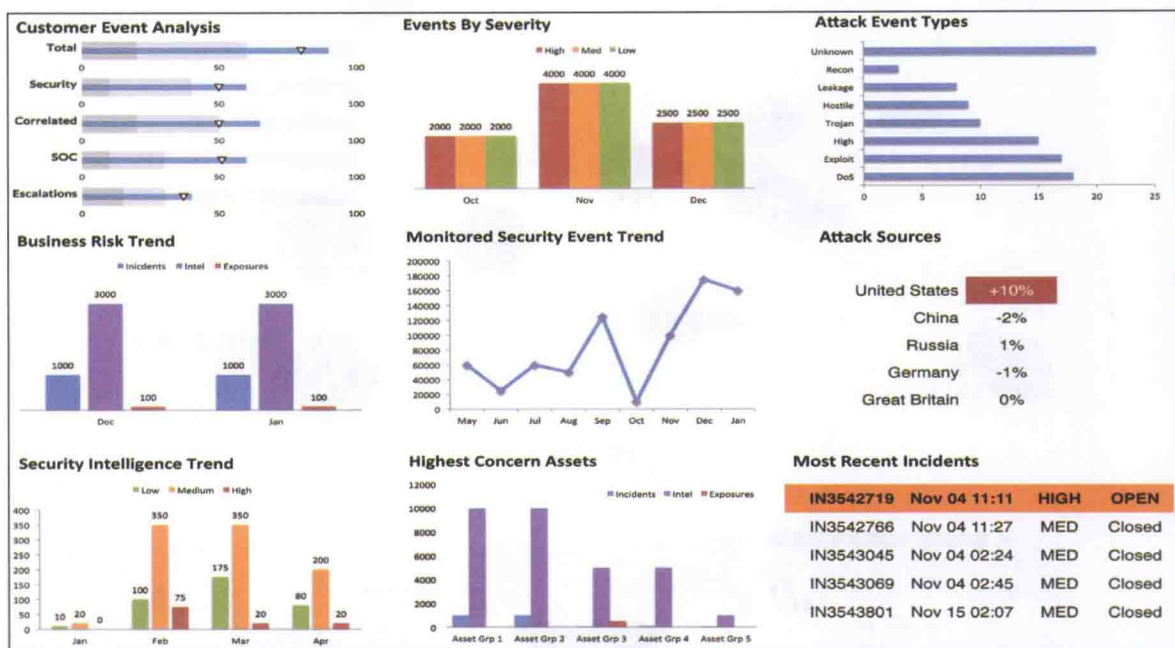 Customer Event Analysis
Total
0 50 100
Security
0 50 100
Correlated
0 50 100
SOC
0 50 100
Escalations
0 50 100
Events By Severity
High Med Low
4000 4000 4000
2500 2500 2500
2000 2000 2000
Oct Nov Dec
Attack Event Types
Unknown
Recon
Leakage
Hostile
Trojan
High
Exploit
DoS
0 5 10 15 20 25
Business Risk Trend
Inicdents Intel Exposures
3000 3000
1000 1000
100 100
Dec Jan
Monitored Security Event Trend
200000
180000
160000
140000
120000
100000
80000
60000
40000
20000
0
May Jun Jul Aug Sep Oct Nov Dec Jan
Attack Sources
United States +10%
China -2%
Russia 1%
Germany -1%
Great Britain 0%
Security Intelligence Trend
Low Medium High
400
350
300
250
200
150
100
50
0
10 20 0
100 350 75
175 350 20
80 200 20
Jan Feb Mar Apr
Highest Concern Assets
Incidents Intel Exposures
12000
10000
8000
6000
4000
2000
0
Asset Grp 1 Asset Grp 2 Asset Grp 3 Asset Grp 4 Asset Grp 5
Most Recent Incidents
IN3542719 Nov 04 11:11 HIGH OPEN
IN3542766 Nov 04 11:27 MED Closed
IN3543045 Nov 04 02:24 MED Closed
IN3543069 Nov 04 02:45 MED Closed
IN3543801 Nov 15 02:07 MED Closed